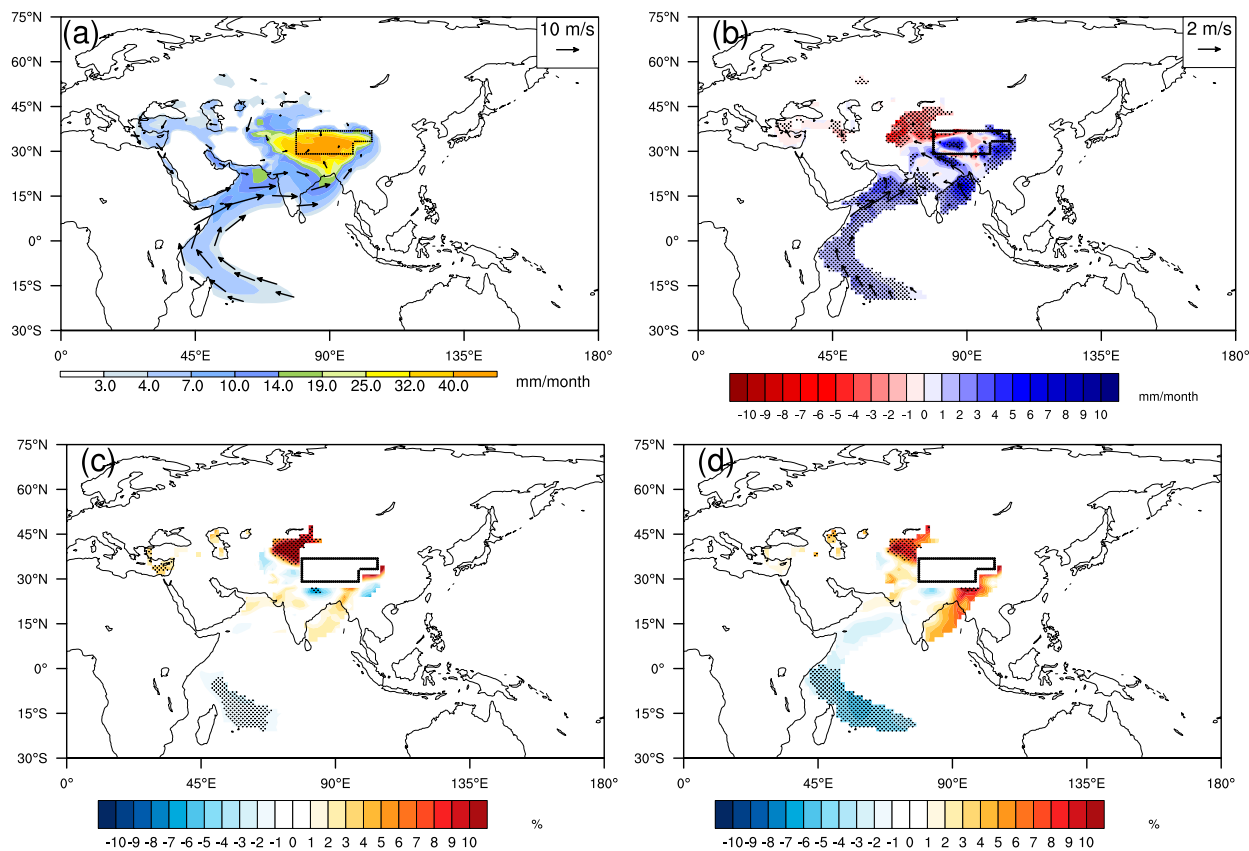 (a)
10 m/s
75°N
60°N
45°N
30°N
15°N
0°
15°S
30°S
0° 45°E 90°E 135°E 180°
3.0 4.0 7.0 10.0 14.0 19.0 25.0 32.0 40.0 mm/month
(b)
2 m/s
75°N
60°N
45°N
30°N
15°N
0°
15°S
30°S
0° 45°E 90°E 135°E 180°
-10 -9 -8 -7 -6 -5 -4 -3 -2 -1 0 1 2 3 4 5 6 7 8 9 10 mm/month
(c)
75°N
60°N
45°N
30°N
15°N
0°
15°S
30°S
0° 45°E 90°E 135°E 180°
-10 -9 -8 -7 -6 -5 -4 -3 -2 -1 0 1 2 3 4 5 6 7 8 9 10 %
(d)
75°N
60°N
45°N
30°N
15°N
0°
15°S
30°S
0° 45°E 90°E 135°E 180°
-10 -9 -8 -7 -6 -5 -4 -3 -2 -1 0 1 2 3 4 5 6 7 8 9 10 %